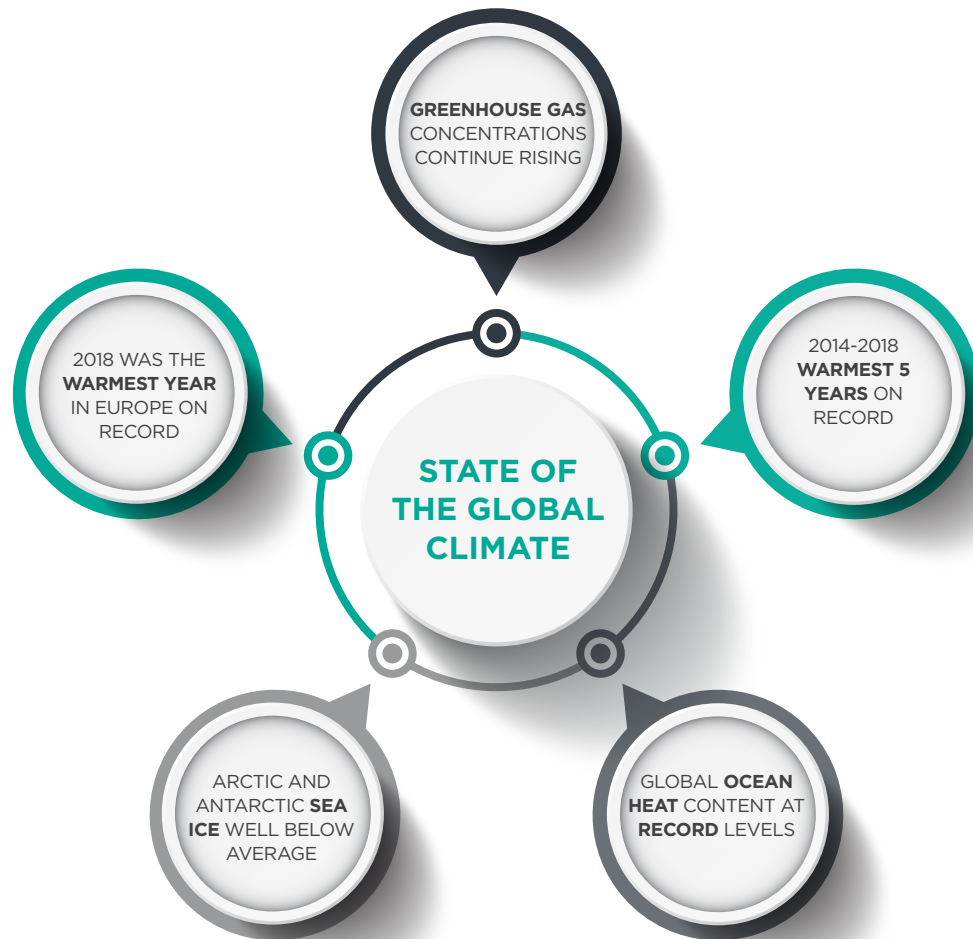 GREENHOUSE GAS
CONCENTRATIONS
CONTINUE RISING
2018 WAS THE
WARMEST YEAR
IN EUROPE ON
RECORD
2014-2018
WARMEST 5
YEARS ON
RECORD
STATE OF
THE GLOBAL
CLIMATE
ARCTIC AND
ANTARCTIC SEA
ICE WELL BELOW
AVERAGE
GLOBAL OCEAN
HEAT CONTENT AT
RECORD LEVELS